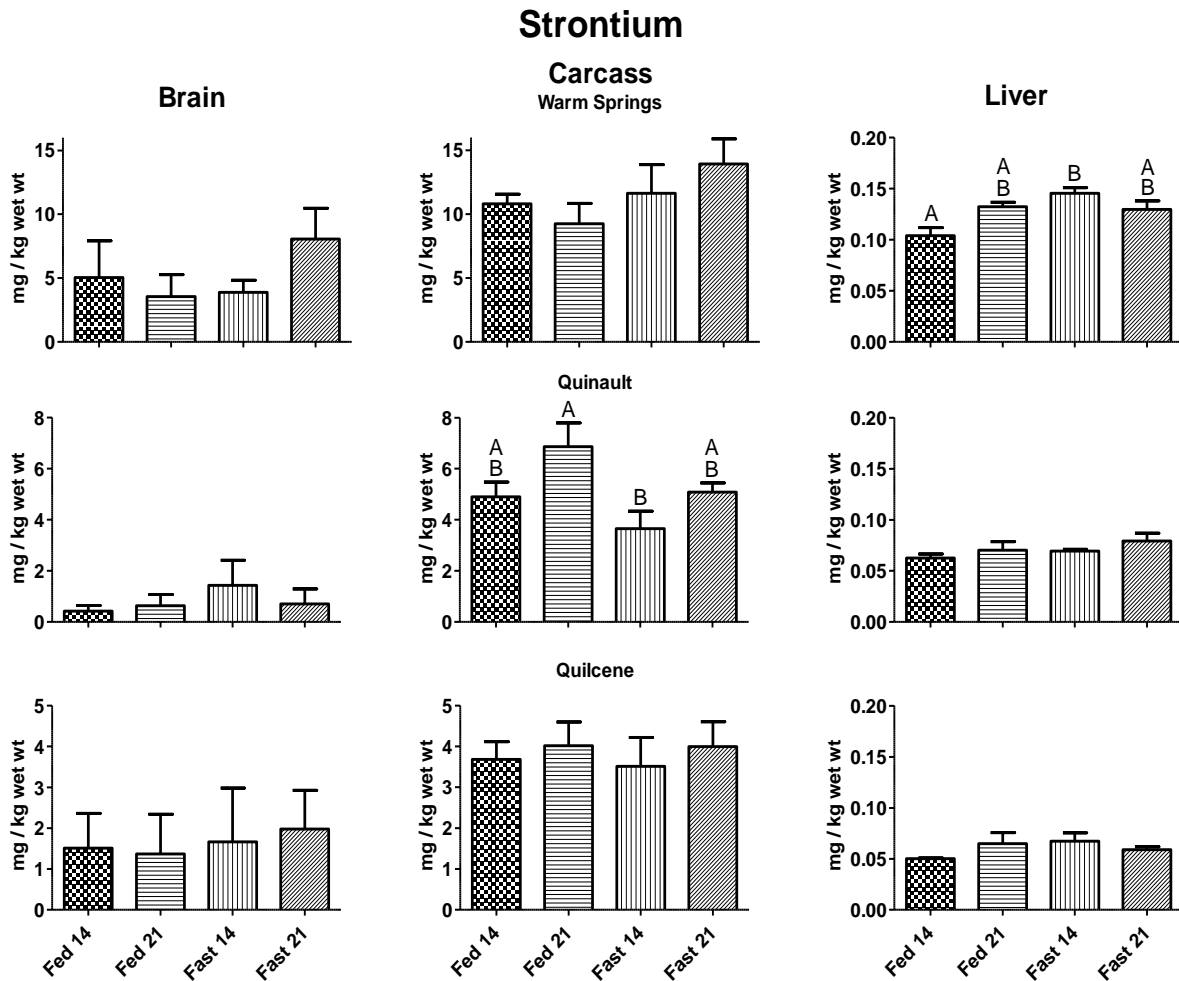 Strontium
Brain
Carcass
Warm Springs
Liver
mg / kg wet wt
15
10
5
0
mg / kg wet wt
15
10
5
0
mg / kg wet wt
0.20
0.15
0.10
0.05
0.00
A
A
B
B
A
B
Quinault
mg / kg wet wt
8
6
4
2
0
mg / kg wet wt
8
6
4
2
0
A
B
A
B
A
B
mg / kg wet wt
0.20
0.15
0.10
0.05
0.00
Quilcene
mg / kg wet wt
5
4
3
2
1
0
mg / kg wet wt
5
4
3
2
1
0
mg / kg wet wt
0.20
0.15
0.10
0.05
0.00
Fed 14
Fed 21
Fast 14
Fast 21
Fed 14
Fed 21
Fast 14
Fast 21
Fed 14
Fed 21
Fast 14
Fast 21